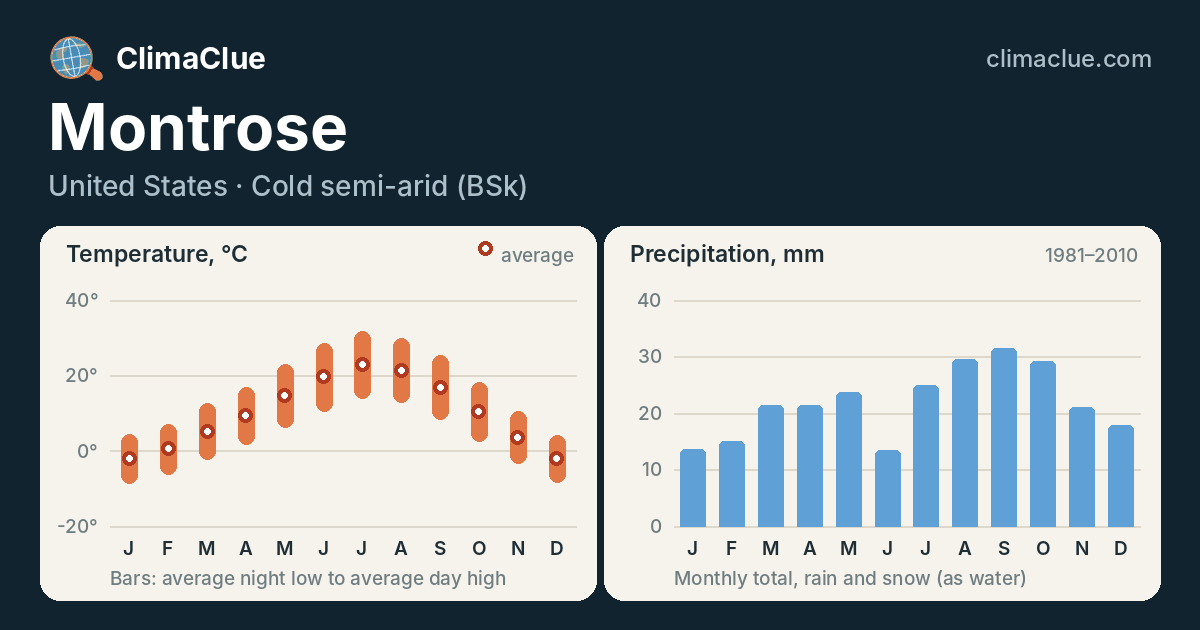 ClimaClue
climaclue.com
Montrose
United States · Cold semi-arid (BSk)
Temperature, °C
average
40°
20°
0°
-20°
J F M A M J J A S O N D
Bars: average night low to average day high
Precipitation, mm
1981–2010
40
30
20
10
0
J F M A M J J A S O N D
Monthly total, rain and snow (as water)